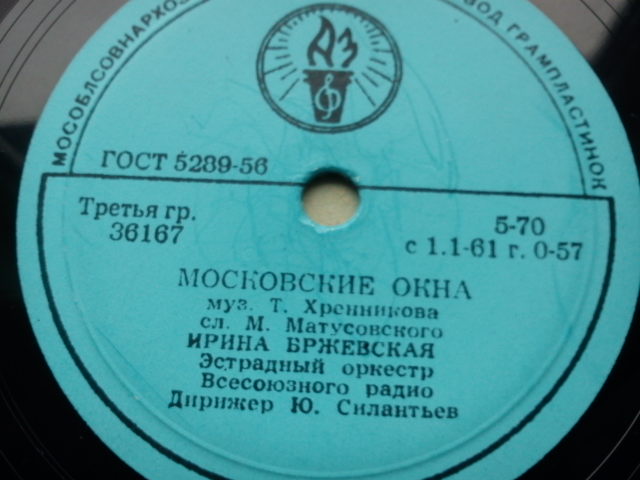 МОСОБЛСОВНАРХОЗ
ЗАВОД ГРАМПЛАСТИНОК
АЗ
ГОСТ 5289-56
Третья гр.
36167
5-70
с 1.1-61 г. 0-57
МОСКОВСКИЕ ОКНА
муз. Т. Хренникова
сл. М. Матусовского
ИРИНА БРЖЕВСКАЯ
Эстрадный оркестр
Всесоюзного радио
Дирижер Ю. Силантьев